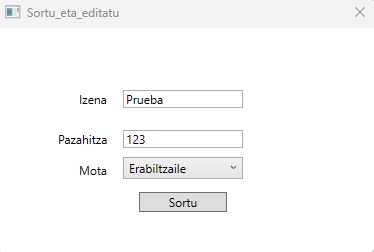 Sortu_eta_editatu
Izena Prueba
Pazahitza 123
Mota Erabiltzaile
Sortu